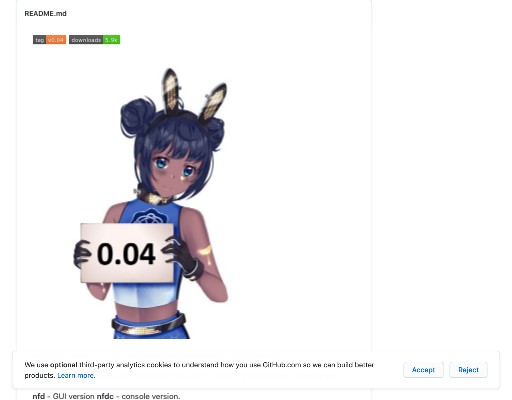 README.md
tag v0.04 downloads 5.9k
0.04
We use optional third-party analytics cookies to understand how you use GitHub.com so we can build better
products. Learn more.
Accept Reject
nfd - GUI version nfdc - console version.